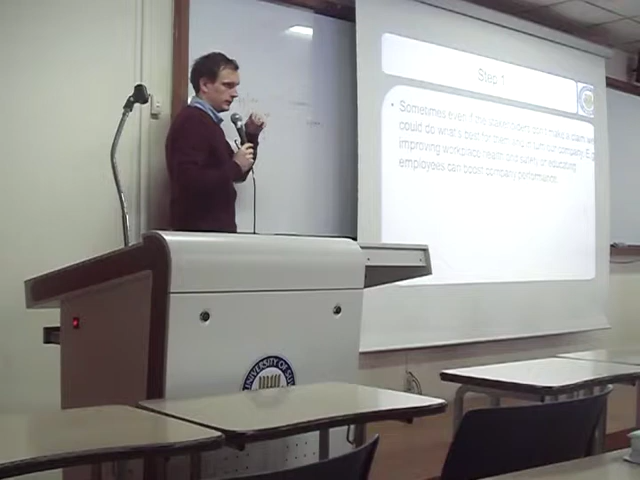 Step 1
• Sometimes even if the stakeholders don't make a claim we
could do what's best for them and in turn our company. E.g
improving workplace health and safety or educating
employees can boost company performance.
UNIVERSITY OF SU